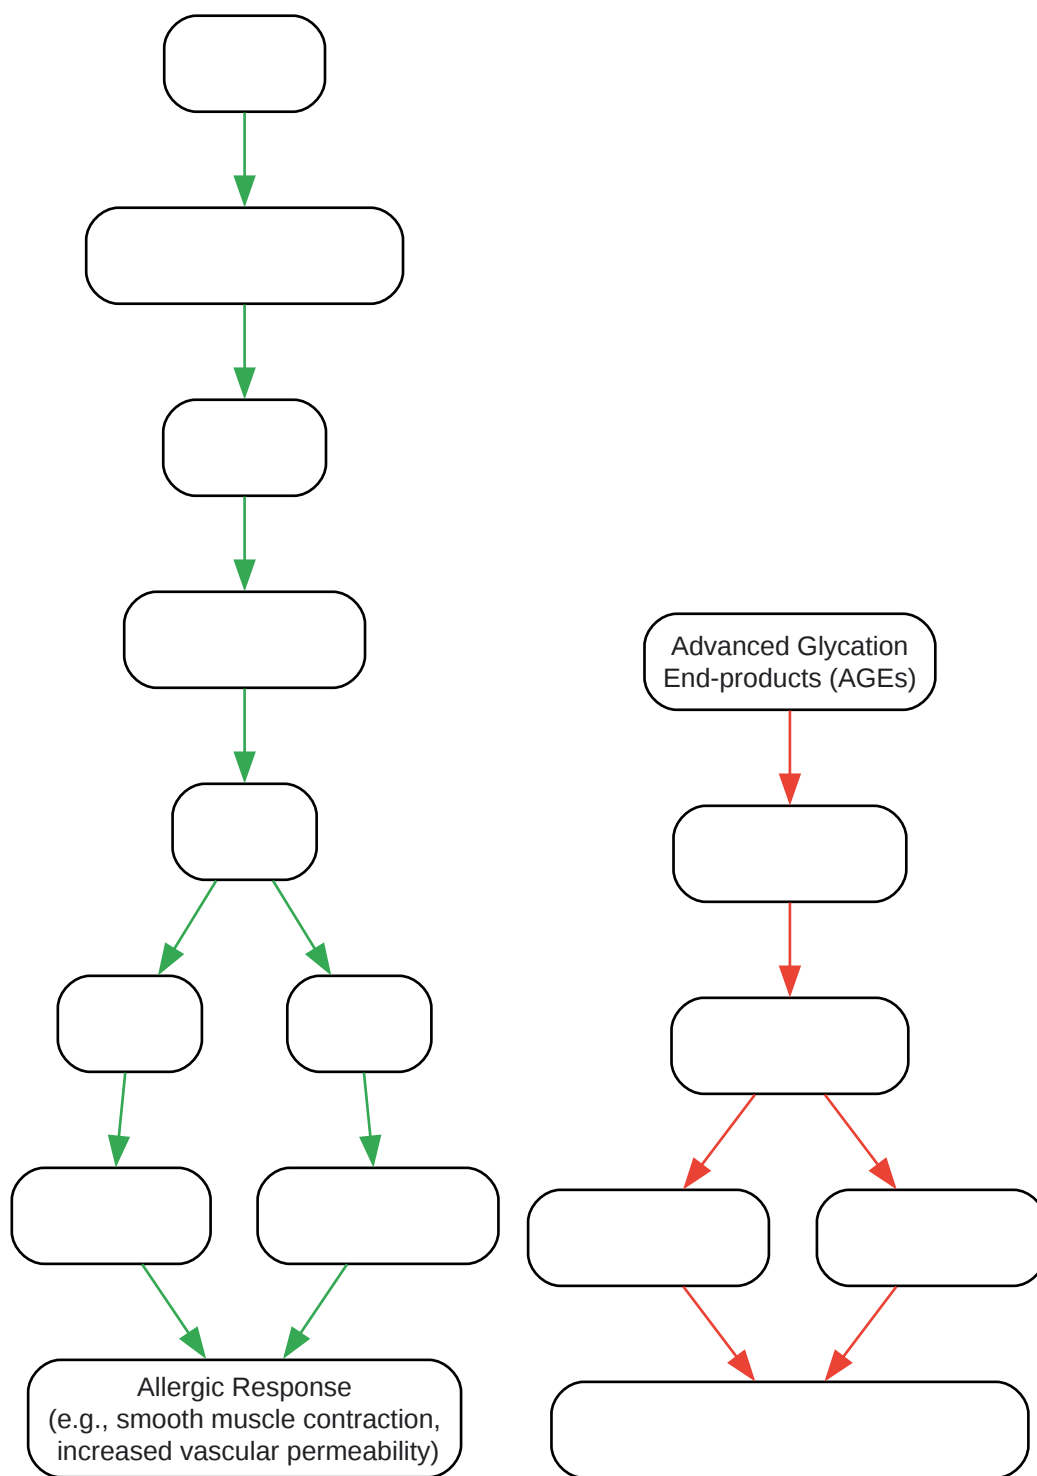 Advanced Glycation
End-products (AGEs)
Allergic Response
(e.g., smooth muscle contraction,
increased vascular permeability)